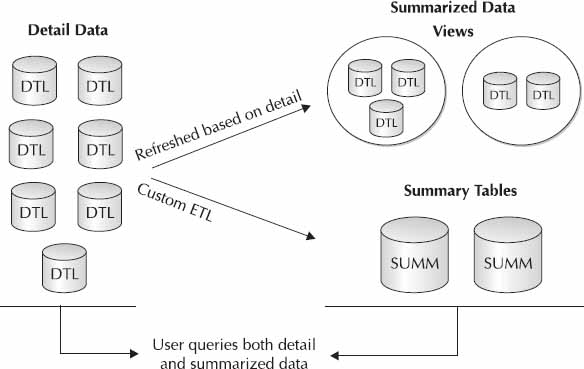 Detail Data
DTL DTL
DTL DTL
DTL DTL
DTL
Refreshed based on detail
Custom ETL
Summarized Data
Views
DTL DTL
DTL
DTL DTL
Summary Tables
SUMM SUMM
User queries both detail
and summarized data